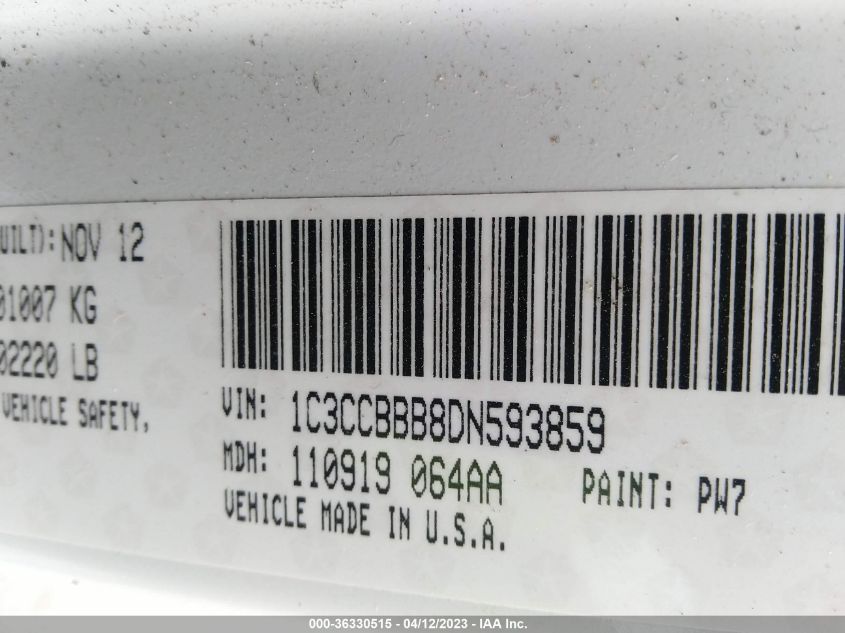 UILT): NOV 12
01007 KG
02220 LB
VEHICLE SAFETY,
VIN: 1C3CCBBB8DN593859
MDH: 110919 064AA PAINT: PW7
VEHICLE MADE IN U.S.A.
000-36330515 - 04/12/2023 - IAA Inc.